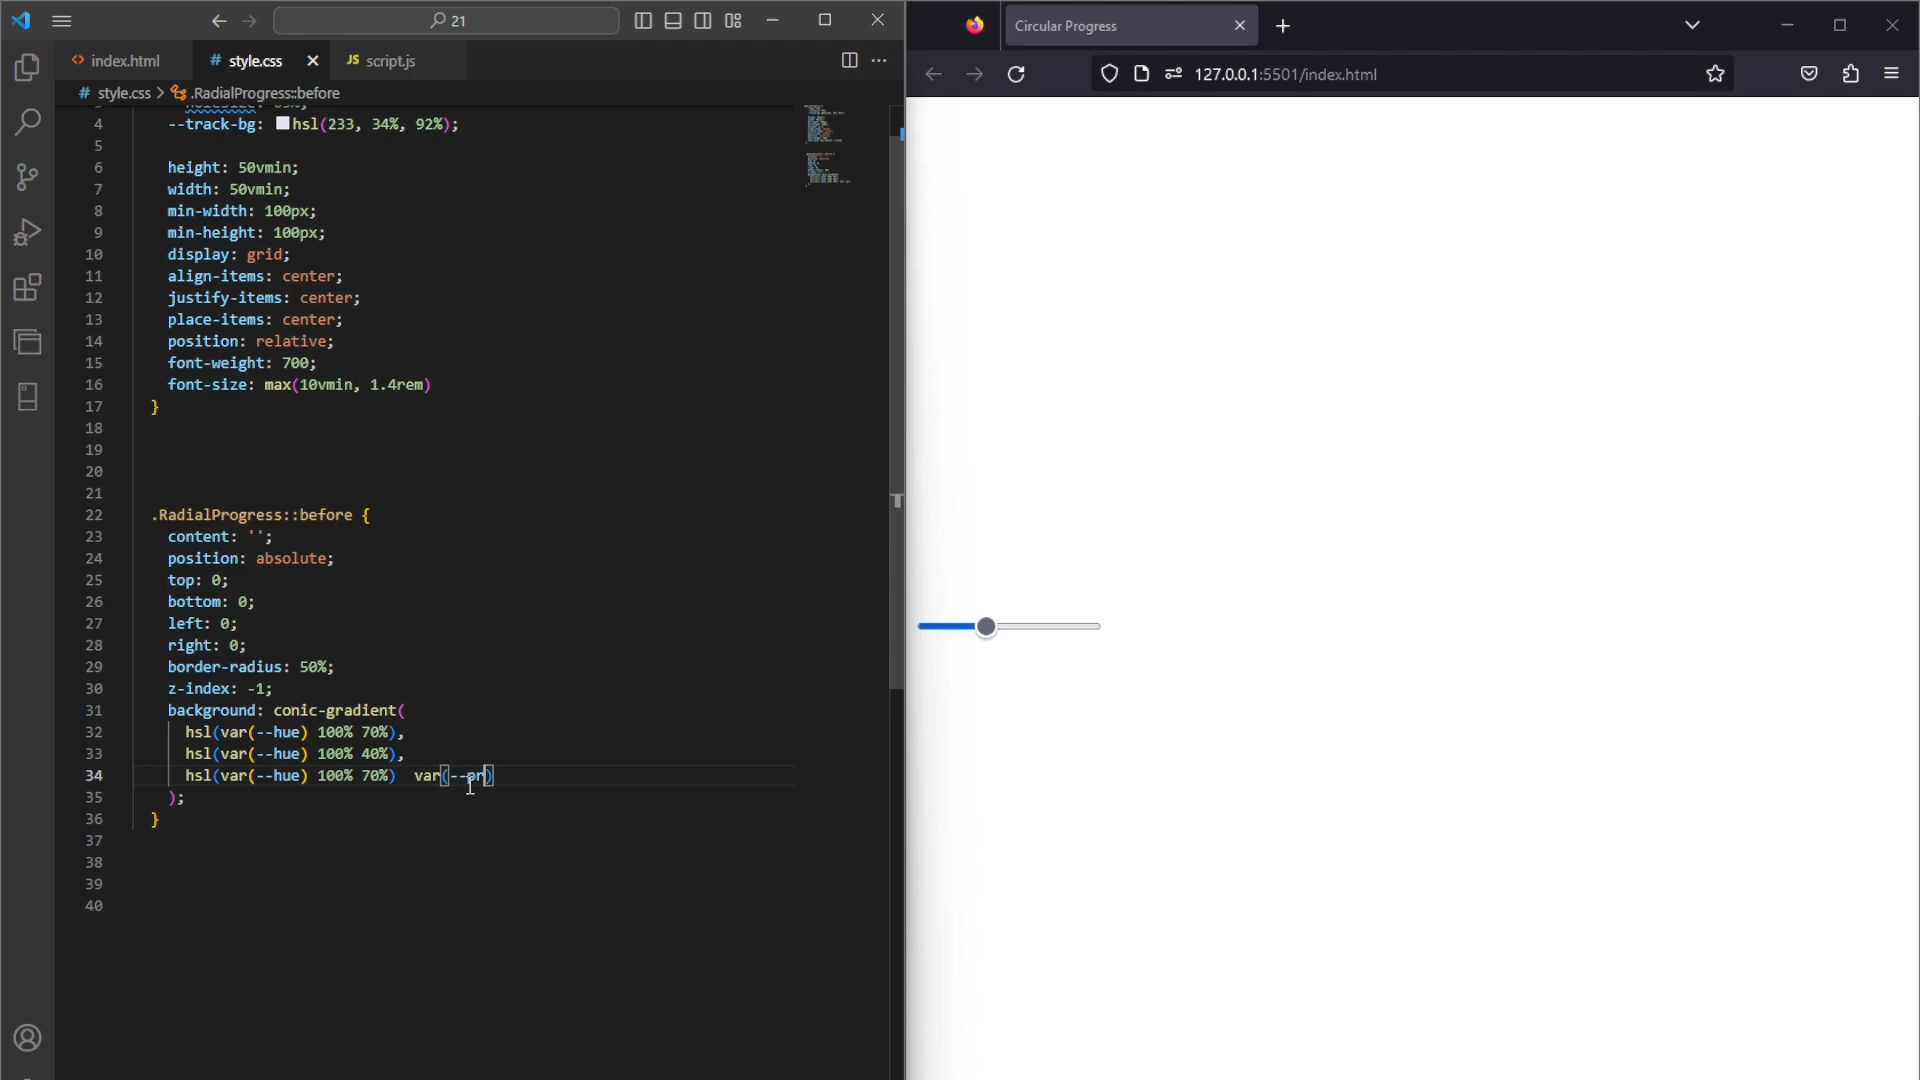 21
index.html
style.css
JS script.js
# style.css > .RadialProgress::before
4 --track-bg: hsl(233, 34%, 92%);
5
6 height: 50vmin;
7 width: 50vmin;
8 min-width: 100px;
9 min-height: 100px;
10 display: grid;
11 align-items: center;
12 justify-items: center;
13 place-items: center;
14 position: relative;
15 font-weight: 700;
16 font-size: max(10vmin, 1.4rem)
17 }
18
19
20
21
22 .RadialProgress::before {
23 content: '';
24 position: absolute;
25 top: 0;
26 bottom: 0;
27 left: 0;
28 right: 0;
29 border-radius: 50%;
30 z-index: -1;
31 background: conic-gradient(
32 hsl(var(--hue) 100% 70%),
33 hsl(var(--hue) 100% 40%),
34 hsl(var(--hue) 100% 70%) var(--pr)
35 );
36 }
37
38
39
40
Circular Progress
127.0.0.1:5501/index.html